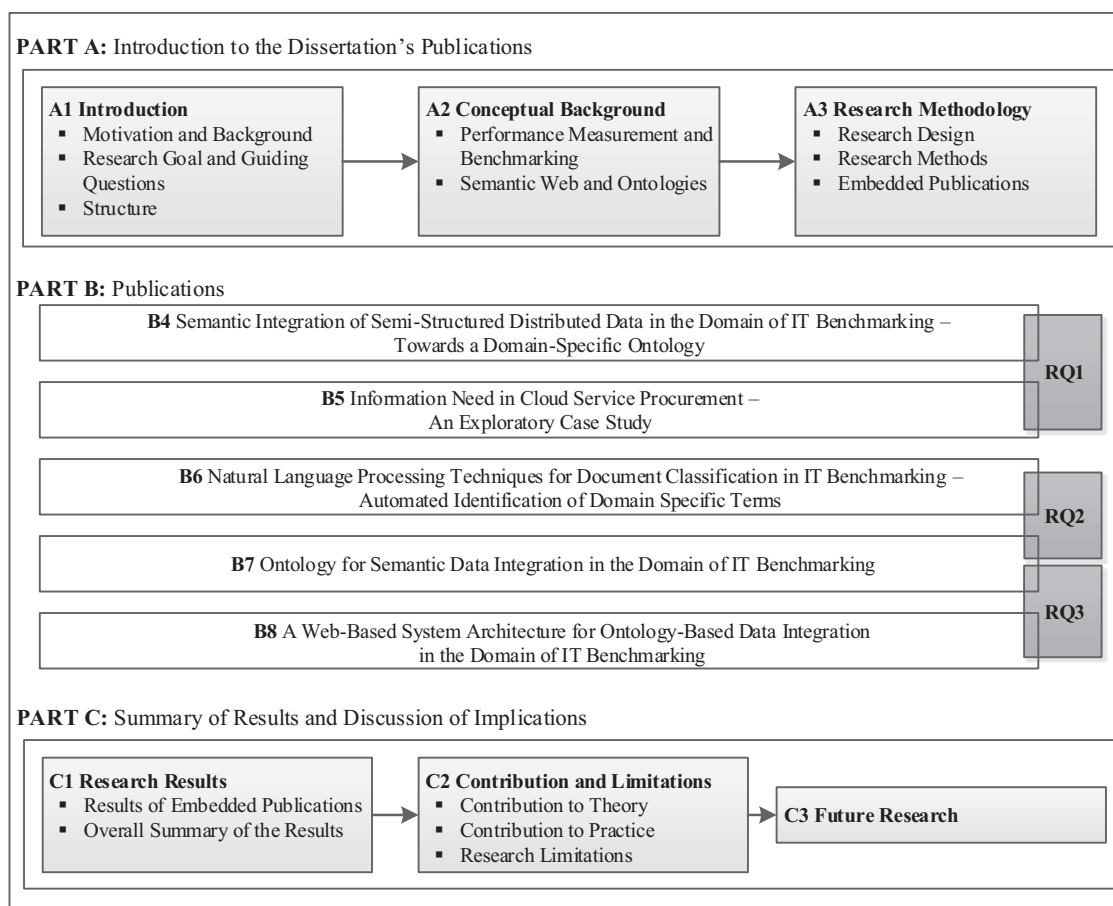 PART A: Introduction to the Dissertation's Publications
A1 Introduction
▪ Motivation and Background
▪ Research Goal and Guiding
Questions
▪ Structure
A2 Conceptual Background
▪ Performance Measurement and
Benchmarking
▪ Semantic Web and Ontologies
A3 Research Methodology
▪ Research Design
▪ Research Methods
▪ Embedded Publications
PART B: Publications
B4 Semantic Integration of Semi-Structured Distributed Data in the Domain of IT Benchmarking –
Towards a Domain-Specific Ontology
B5 Information Need in Cloud Service Procurement –
An Exploratory Case Study
RQ1
B6 Natural Language Processing Techniques for Document Classification in IT Benchmarking –
Automated Identification of Domain Specific Terms
RQ2
B7 Ontology for Semantic Data Integration in the Domain of IT Benchmarking
RQ3
B8 A Web-Based System Architecture for Ontology-Based Data Integration
in the Domain of IT Benchmarking
PART C: Summary of Results and Discussion of Implications
C1 Research Results
▪ Results of Embedded Publications
▪ Overall Summary of the Results
C2 Contribution and Limitations
▪ Contribution to Theory
▪ Contribution to Practice
▪ Research Limitations
C3 Future Research